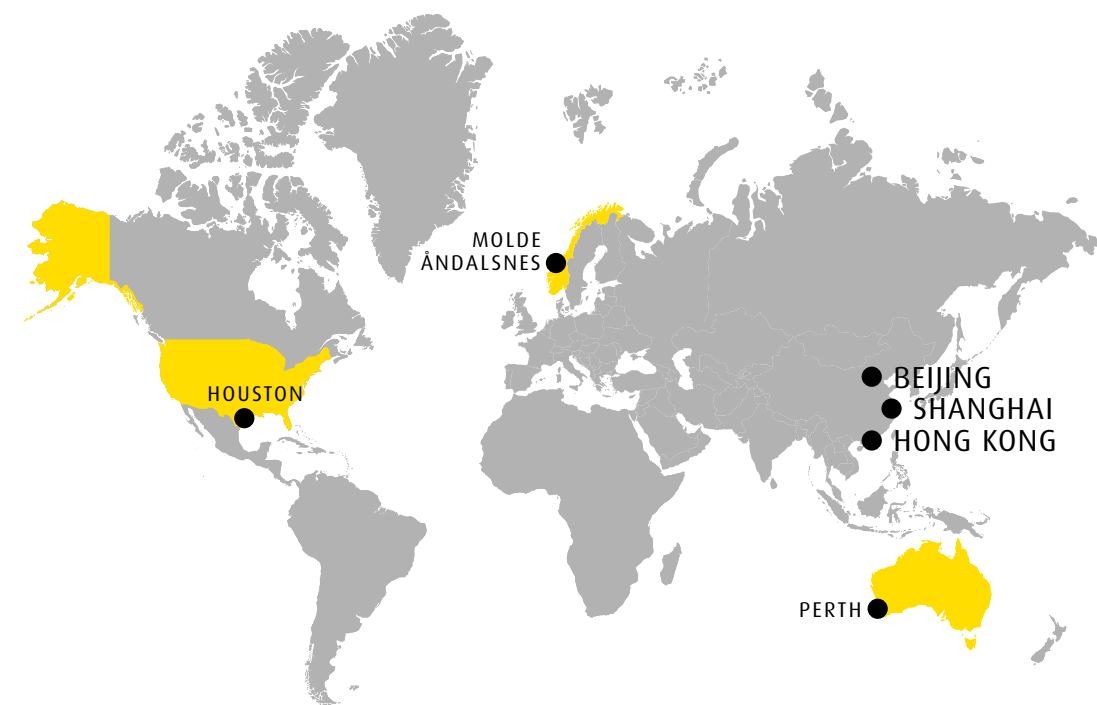 MOLDE
ÅNDALSNES
BEIJING
HOUSTON
SHANGHAI
HONG KONG
PERTH